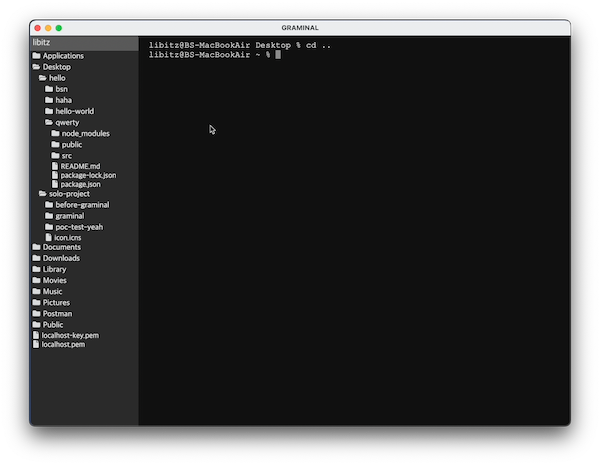 GRAMINAL
libitz
Applications
Desktop
hello
bsn
haha
hello-world
qwerty
node_modules
public
src
README.md
package-lock.json
package.json
solo-project
before-graminal
graminal
poc-test-yeah
icon.icns
Documents
Downloads
Library
Movies
Music
Pictures
Postman
Public
localhost-key.pem
localhost.pem
libitz@BS-MacBookAir Desktop % cd ..
libitz@BS-MacBookAir ~ %